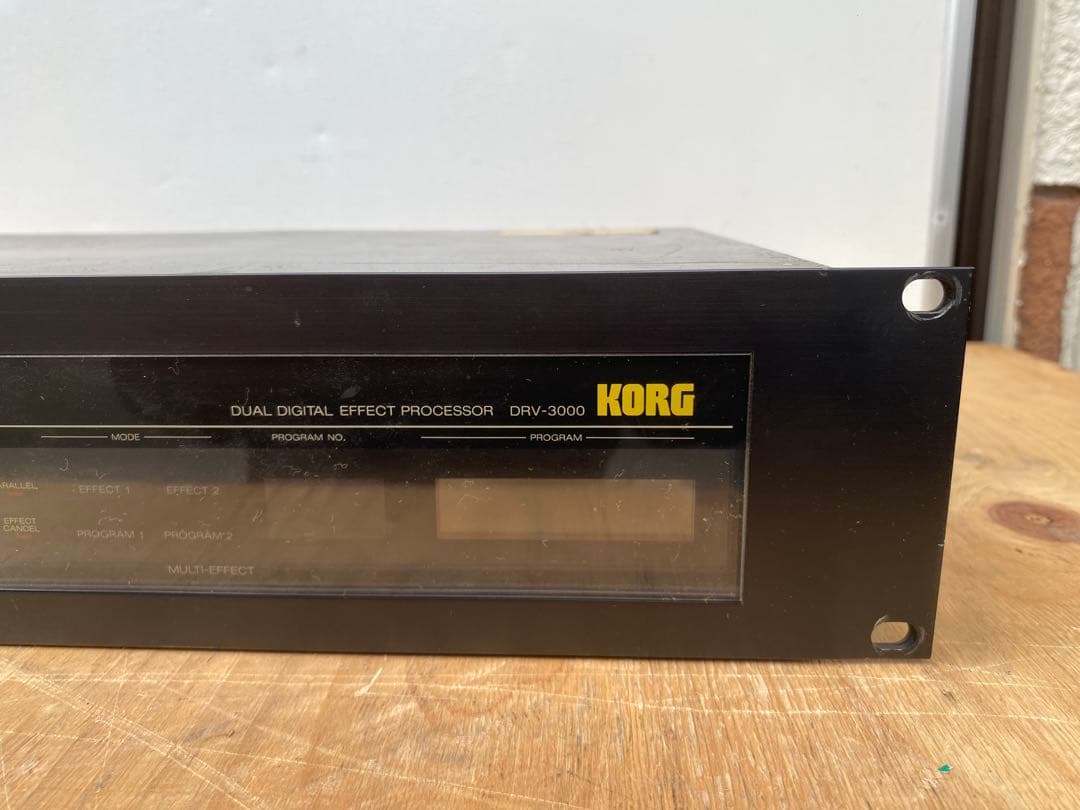 DUAL DIGITAL EFFECT PROCESSOR DRV-3000 KORG
MODE PROGRAM NO. PROGRAM
EFFECT 1 EFFECT 2
EFFECT
CANCEL
PROGRAM 1 PROGRAM 2
MULTI-EFFECT